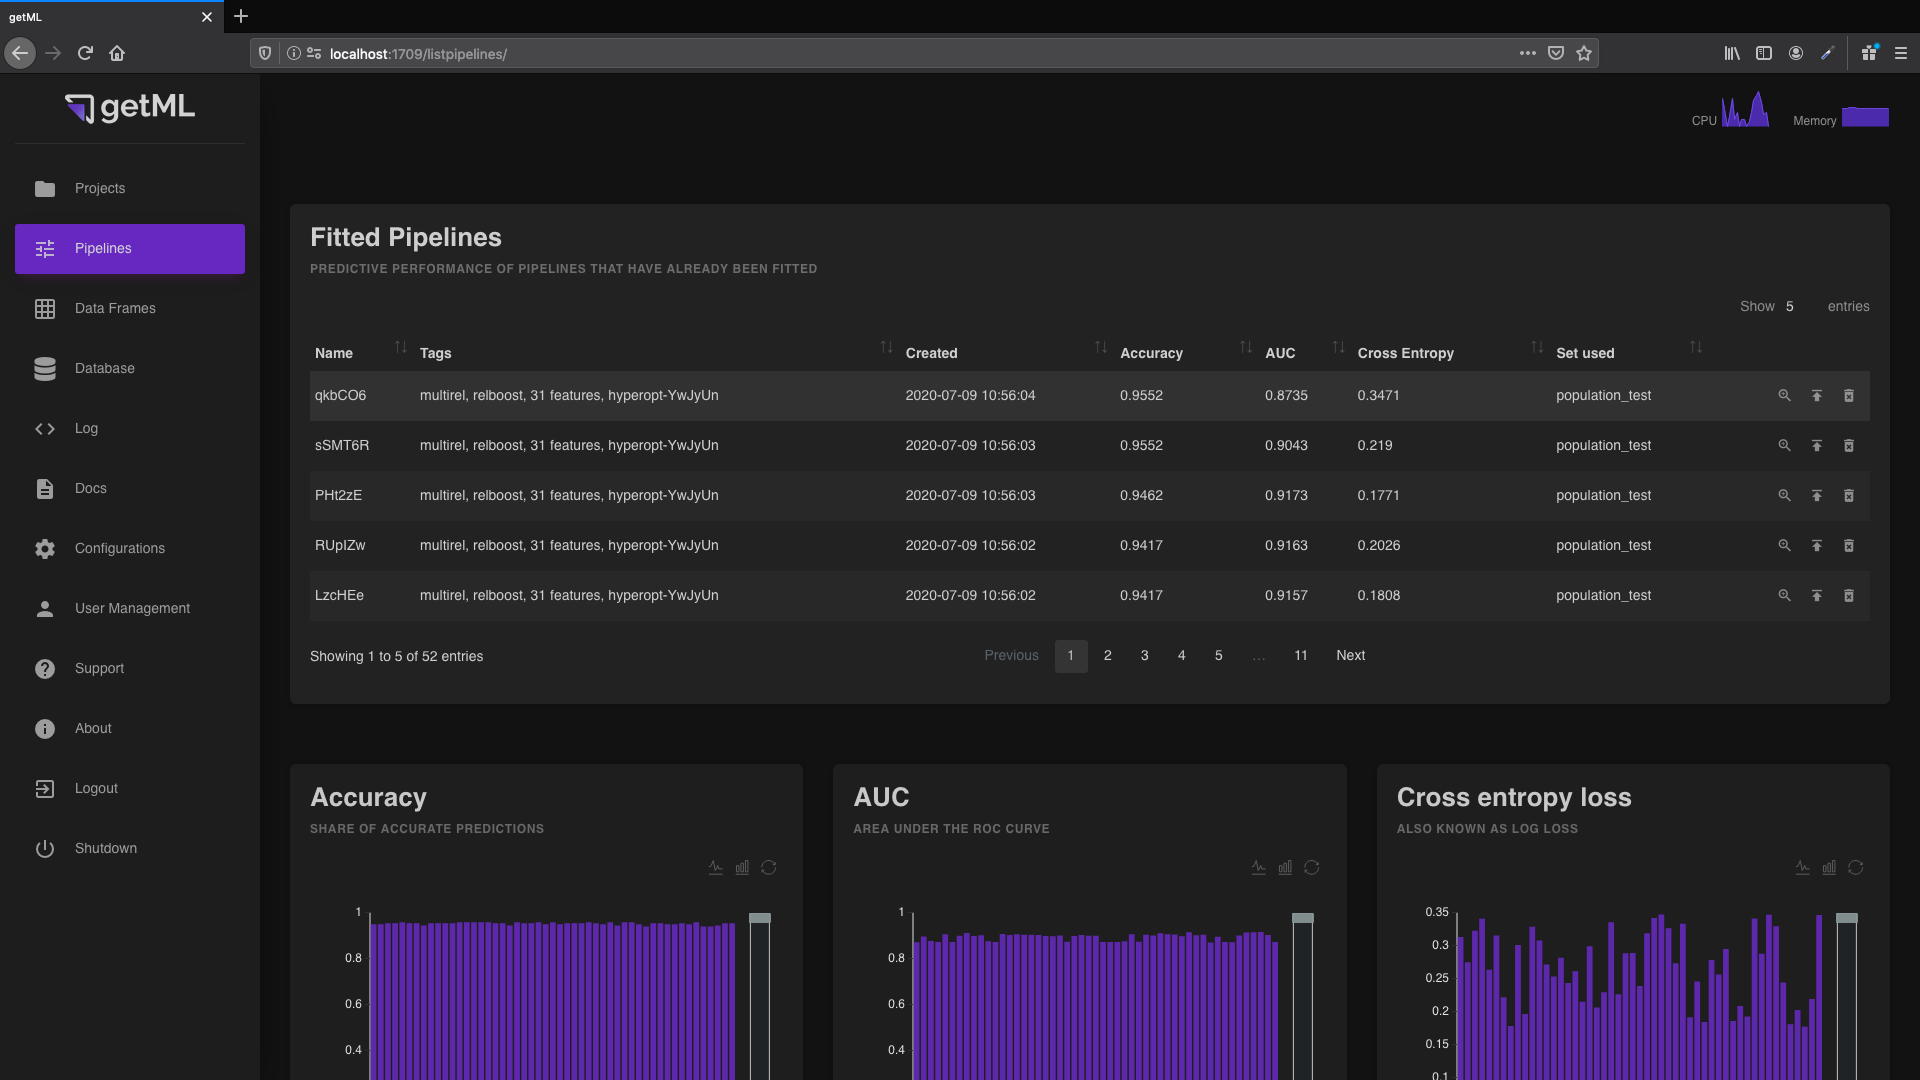 getML
localhost:1709/listpipelines/
getML
CPU
Memory
Projects
Pipelines
Data Frames
Database
Log
Docs
Configurations
User Management
Support
About
Logout
Shutdown
Fitted Pipelines
PREDICTIVE PERFORMANCE OF PIPELINES THAT HAVE ALREADY BEEN FITTED
Show 5 entries
Name Tags Created Accuracy AUC Cross Entropy Set used
qkbCO6 multirel, relboost, 31 features, hyperopt-YwJyUn 2020-07-09 10:56:04 0.9552 0.8735 0.3471 population_test
sSMT6R multirel, relboost, 31 features, hyperopt-YwJyUn 2020-07-09 10:56:03 0.9552 0.9043 0.219 population_test
PHt2zE multirel, relboost, 31 features, hyperopt-YwJyUn 2020-07-09 10:56:03 0.9462 0.9173 0.1771 population_test
RUpIZw multirel, relboost, 31 features, hyperopt-YwJyUn 2020-07-09 10:56:02 0.9417 0.9163 0.2026 population_test
LzcHEe multirel, relboost, 31 features, hyperopt-YwJyUn 2020-07-09 10:56:02 0.9417 0.9157 0.1808 population_test
Showing 1 to 5 of 52 entries
Previous 1 2 3 4 5 ... 11 Next
Accuracy
SHARE OF ACCURATE PREDICTIONS
1
0.8
0.6
0.4
AUC
AREA UNDER THE ROC CURVE
1
0.8
0.6
0.4
Cross entropy loss
ALSO KNOWN AS LOG LOSS
0.35
0.3
0.25
0.2
0.15
0.1